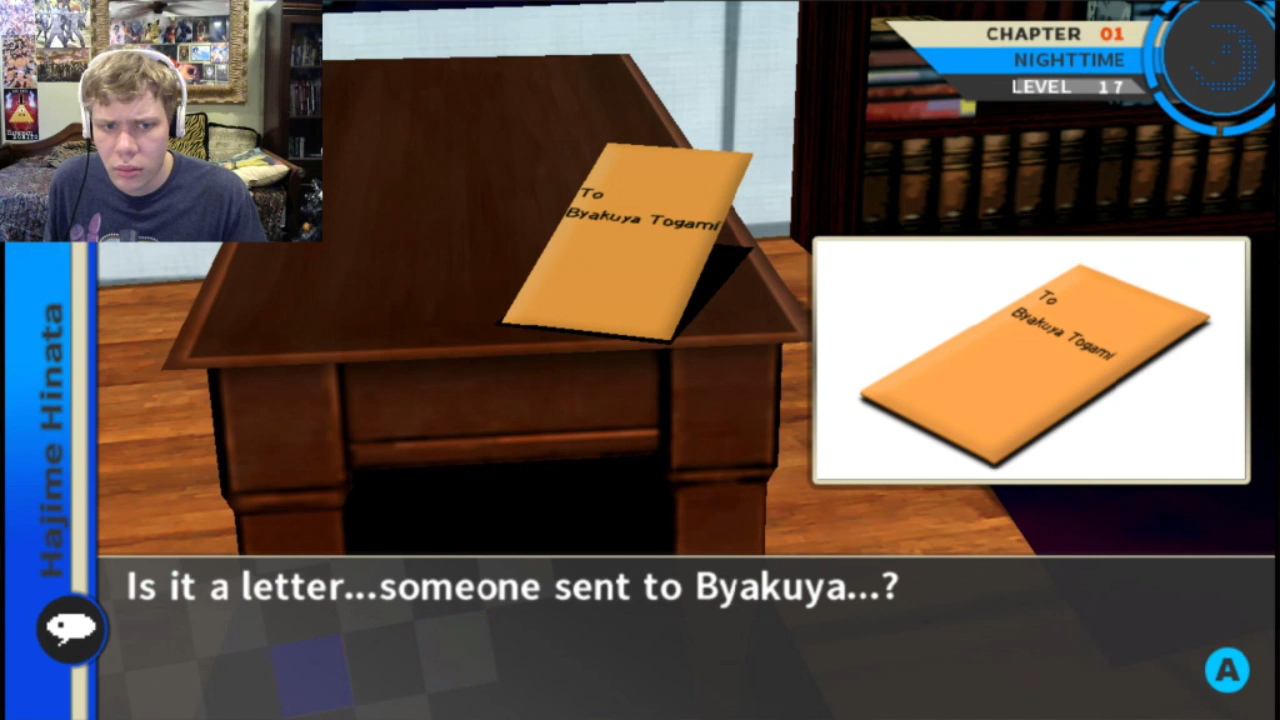 CHAPTER 01
NIGHTTIME
LEVEL 17
To
Byakuya Togami
To
Byakuya Togami
Hajime Hinata
Is it a letter...someone sent to Byakuya...?
A